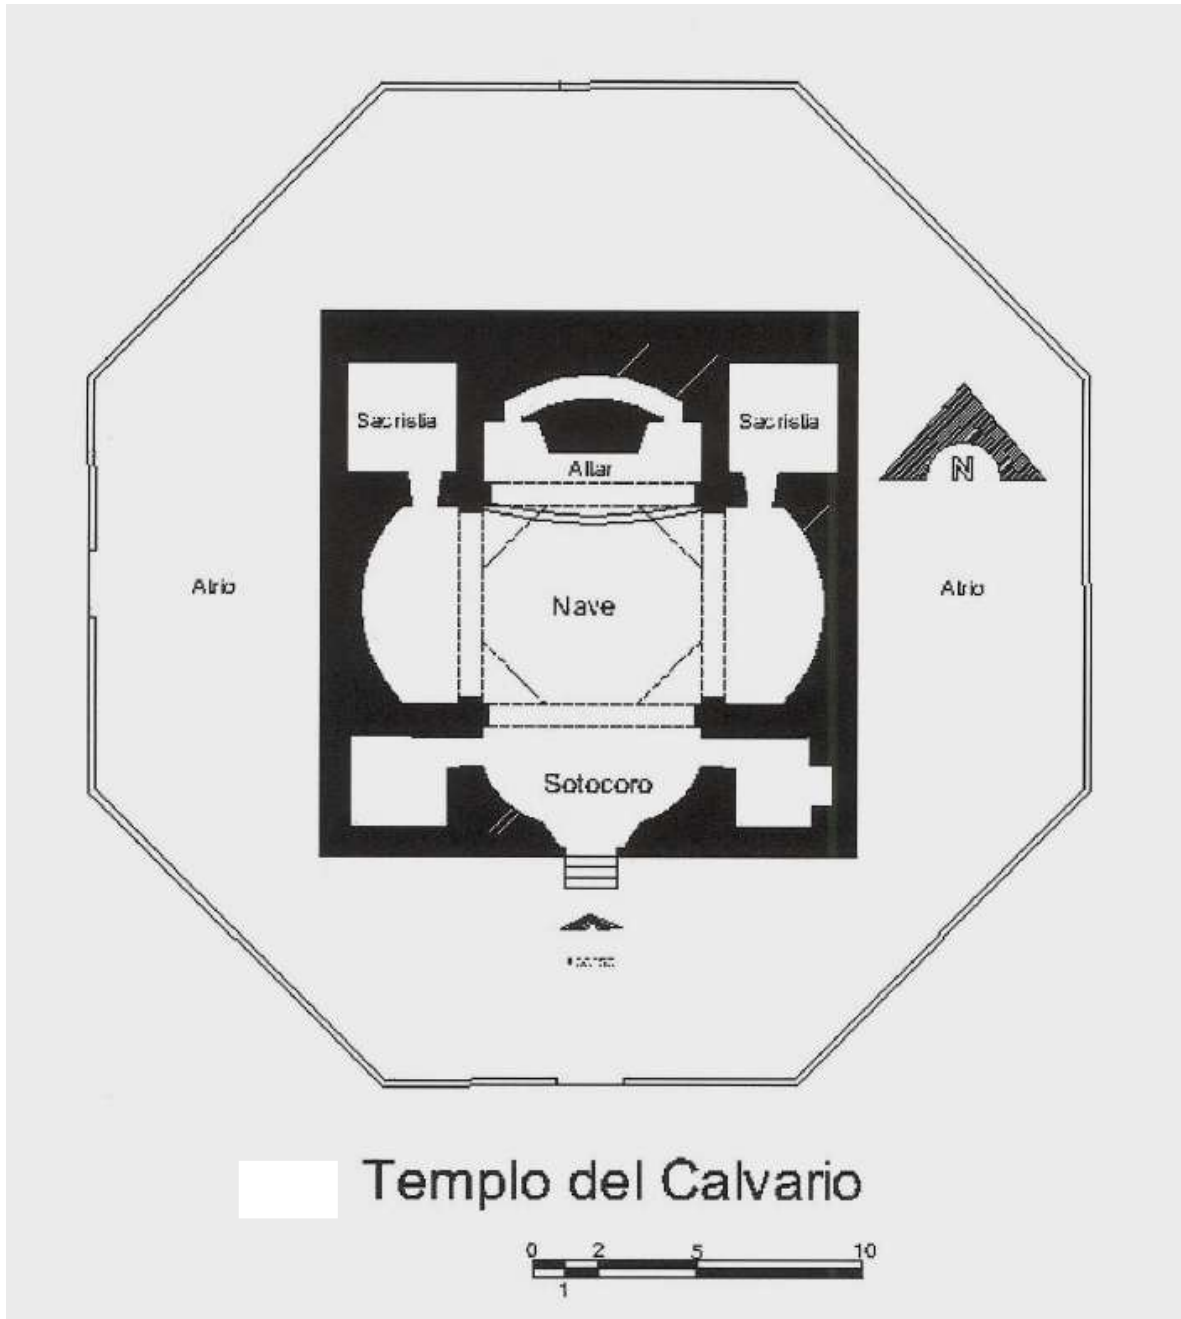 Sacristia
Sacristia
Altar
N
Atrio
Nave
Atrio
Sotocoro
Templo del Calvario
0 2 5 10
1